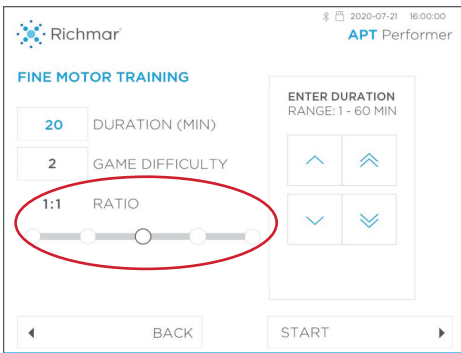 2020-07-21 16:00:00
Richmar
APT Performer
FINE MOTOR TRAINING
20 DURATION (MIN)
2 GAME DIFFICULTY
1:1 RATIO
ENTER DURATION
RANGE: 1 - 60 MIN
BACK
START